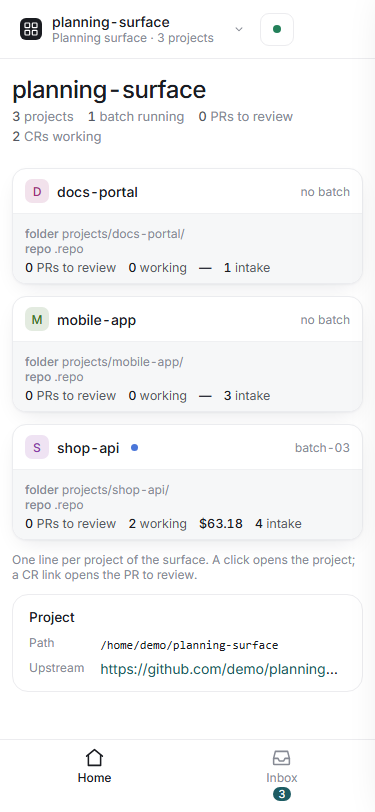 planning-surface
Planning surface · 3 projects
planning-surface
3 projects 1 batch running 0 PRs to review
2 CRs working
D docs-portal no batch
folder projects/docs-portal/
repo .repo
0 PRs to review 0 working — 1 intake
M mobile-app no batch
folder projects/mobile-app/
repo .repo
0 PRs to review 0 working — 3 intake
S shop-api batch-03
folder projects/shop-api/
repo .repo
0 PRs to review 2 working $63.18 4 intake
One line per project of the surface. A click opens the project;
a CR link opens the PR to review.
Project
Path /home/demo/planning-surface
Upstream https://github.com/demo/planning...
Home Inbox
3